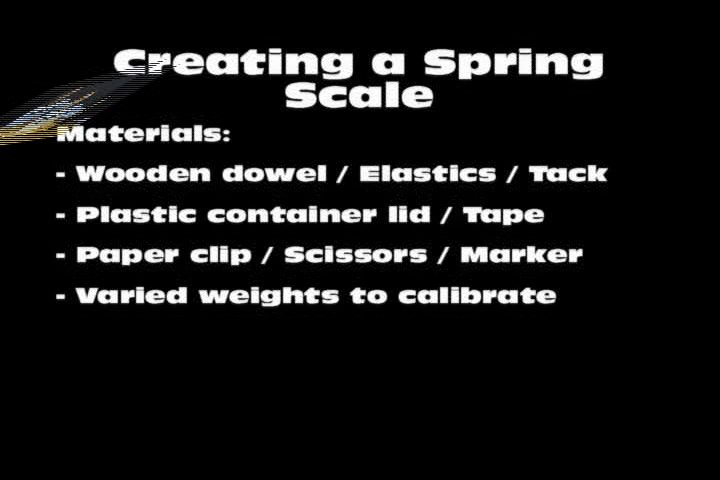 Creating a Spring
Scale
Materials:
- Wooden dowel / Elastics / Tack
- Plastic container lid / Tape
- Paper clip / Scissors / Marker
- Varied weights to calibrate